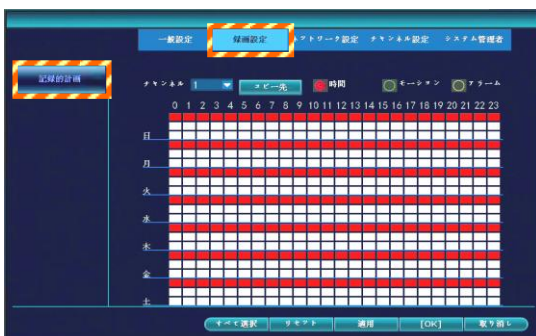 一般設定 録画設定 ネットワーク設定 チャンネル設定 システム管理者
記録的計画
チャンネル 1 コピー先 時間 モーション アラーム
0 1 2 3 4 5 6 7 8 9 10 11 12 13 14 15 16 17 18 19 20 21 22 23
日
月
火
水
木
金
土
すべて選択 リセット 適用 [OK] 取り消し